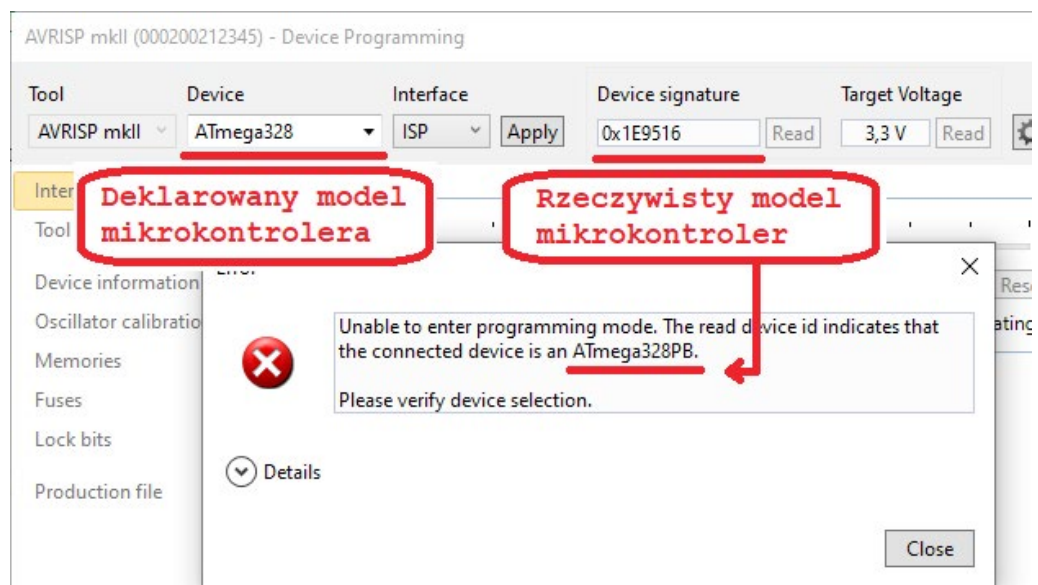 AVRISP mkII (000200212345) - Device Programming
Tool Device Interface Device signature Target Voltage
AVRISP mkII ATmega328 ISP Apply 0x1E9516 Read 3,3 V Read
Inter
Deklarowany model
mikrokontrolera
Rzeczywisty model
mikrokontroler
Tool
Device information
Oscillator calibratio
Memories
Fuses
Lock bits
Production file
Rese
ating
Unable to enter programming mode. The read device id indicates that
the connected device is an ATmega328PB.
Please verify device selection.
Details
Close